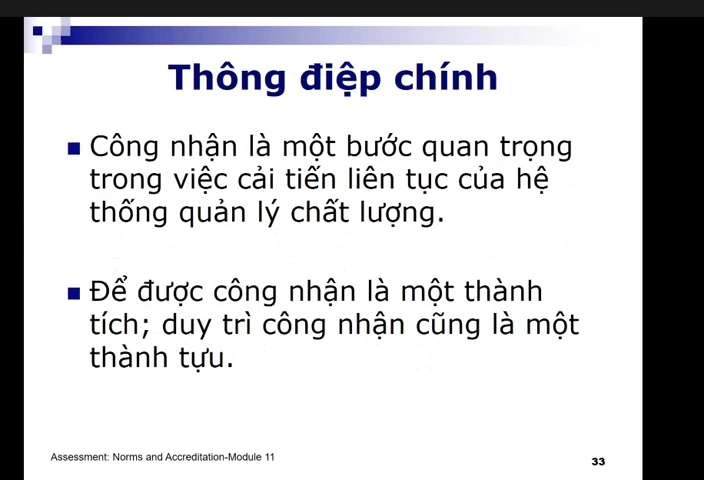 Thông điệp chính
Công nhận là một bước quan trọng
trong việc cải tiến liên tục của hệ
thống quản lý chất lượng.
Để được công nhận là một thành
tích; duy trì công nhận cũng là một
thành tựu.
Assessment: Norms and Accreditation-Module 11
33